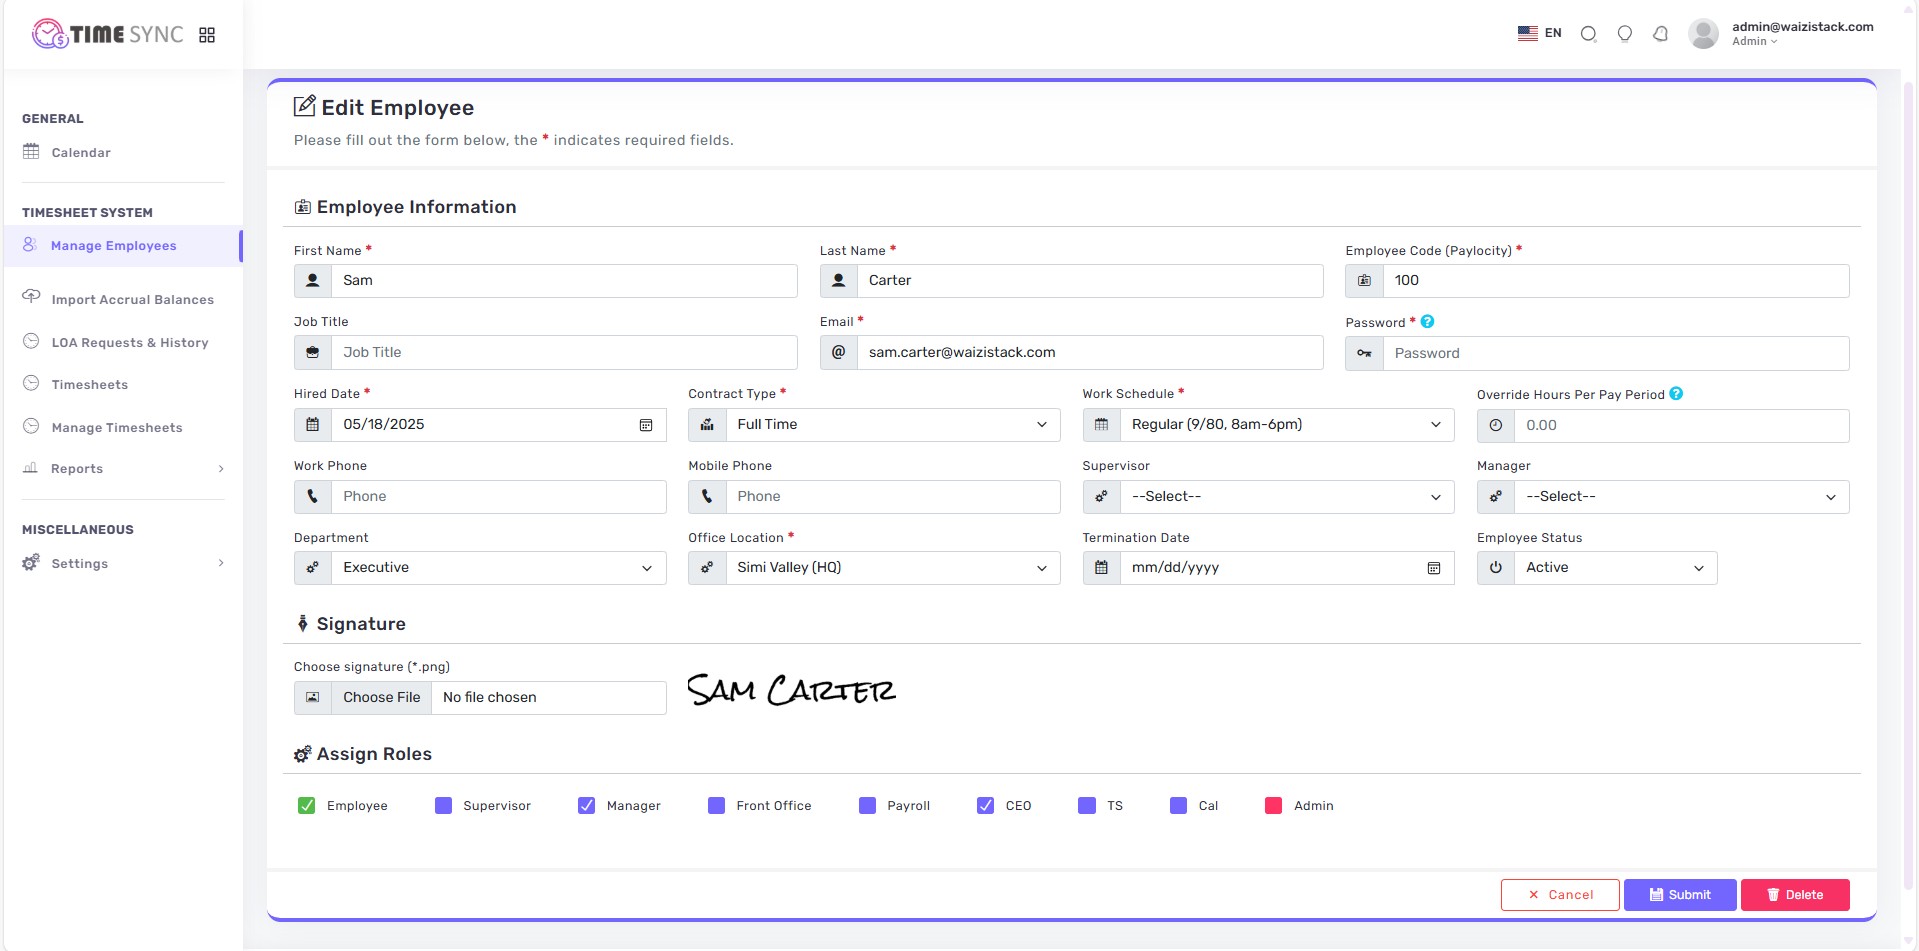 TIME SYNC
EN
admin@waizistack.com
Admin
GENERAL
Calendar
TIMESHEET SYSTEM
Manage Employees
Import Accrual Balances
LOA Requests & History
Timesheets
Manage Timesheets
Reports
MISCELLANEOUS
Settings
Edit Employee
Please fill out the form below, the * indicates required fields.
Employee Information
First Name * Last Name * Employee Code (Paylocity) *
Sam Carter 100
Job Title Email * Password * ?
Job Title @ sam.carter@waizistack.com Password
Hired Date * Contract Type * Work Schedule * Override Hours Per Pay Period ?
05/18/2025 Full Time Regular (9/80, 8am-6pm) 0.00
Work Phone Mobile Phone Supervisor Manager
Phone Phone --Select-- --Select--
Department Office Location * Termination Date Employee Status
Executive Simi Valley (HQ) mm/dd/yyyy Active
Signature
Choose signature (*.png)
Choose File No file chosen
Sam Carter
Assign Roles
Employee Supervisor Manager Front Office Payroll CEO TS Cal Admin
Cancel Submit Delete